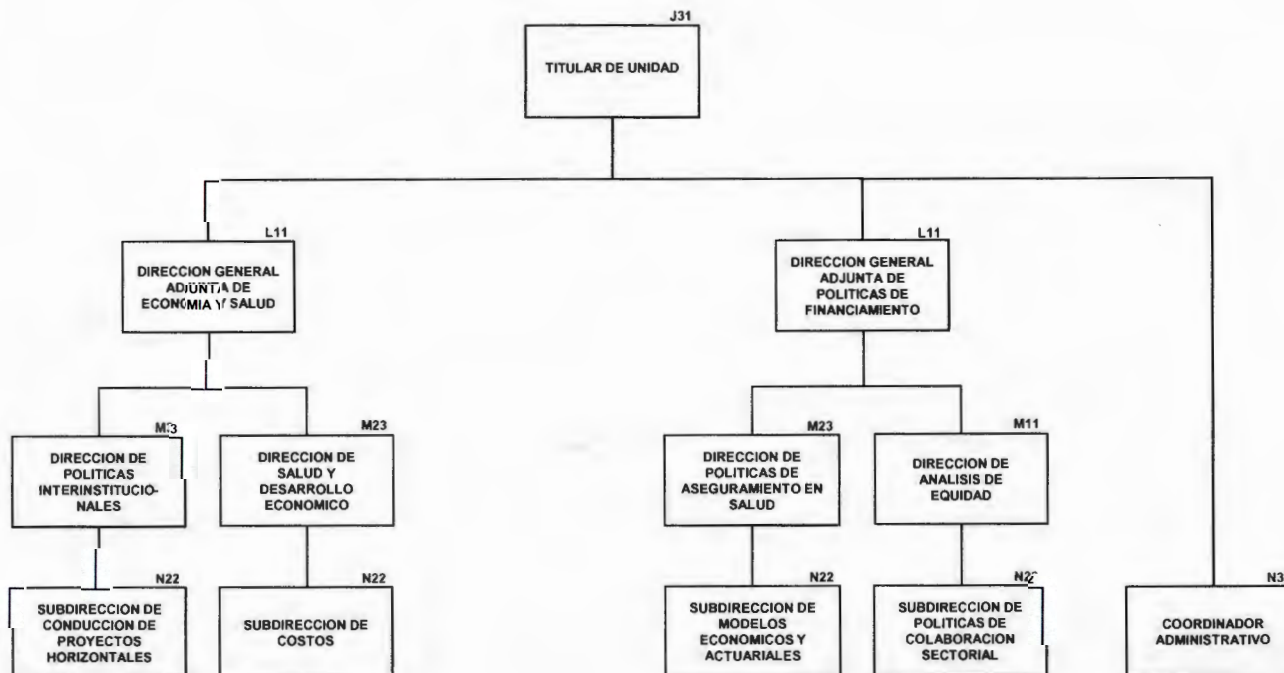 J31
TITULAR DE UNIDAD
L11
DIRECCION GENERAL
ADJUNTA DE
ECONOMIA Y SALUD
L11
DIRECCION GENERAL
ADJUNTA DE
POLITICAS DE
FINANCIAMIENTO
DIRECCION DE
POLITICAS
INTERINSTITUCIO-
NALES
M23
DIRECCION DE
SALUD Y
DESARROLLO
ECONOMICO
M23
DIRECCION DE
POLITICAS DE
ASEGURAMIENTO EN
SALUD
M11
DIRECCION DE
ANALISIS DE
EQUIDAD
N22
SUBDIRECCION DE
CONDUCCION DE
PROYECTOS
HORIZONTALES
N22
SUBDIRECCION DE
COSTOS
N22
SUBDIRECCION DE
MODELOS
ECONOMICOS Y
ACTUARIALES
SUBDIRECCION DE
POLITICAS DE
COLABORACION
SECTORIAL
COORDINADOR
ADMINISTRATIVO